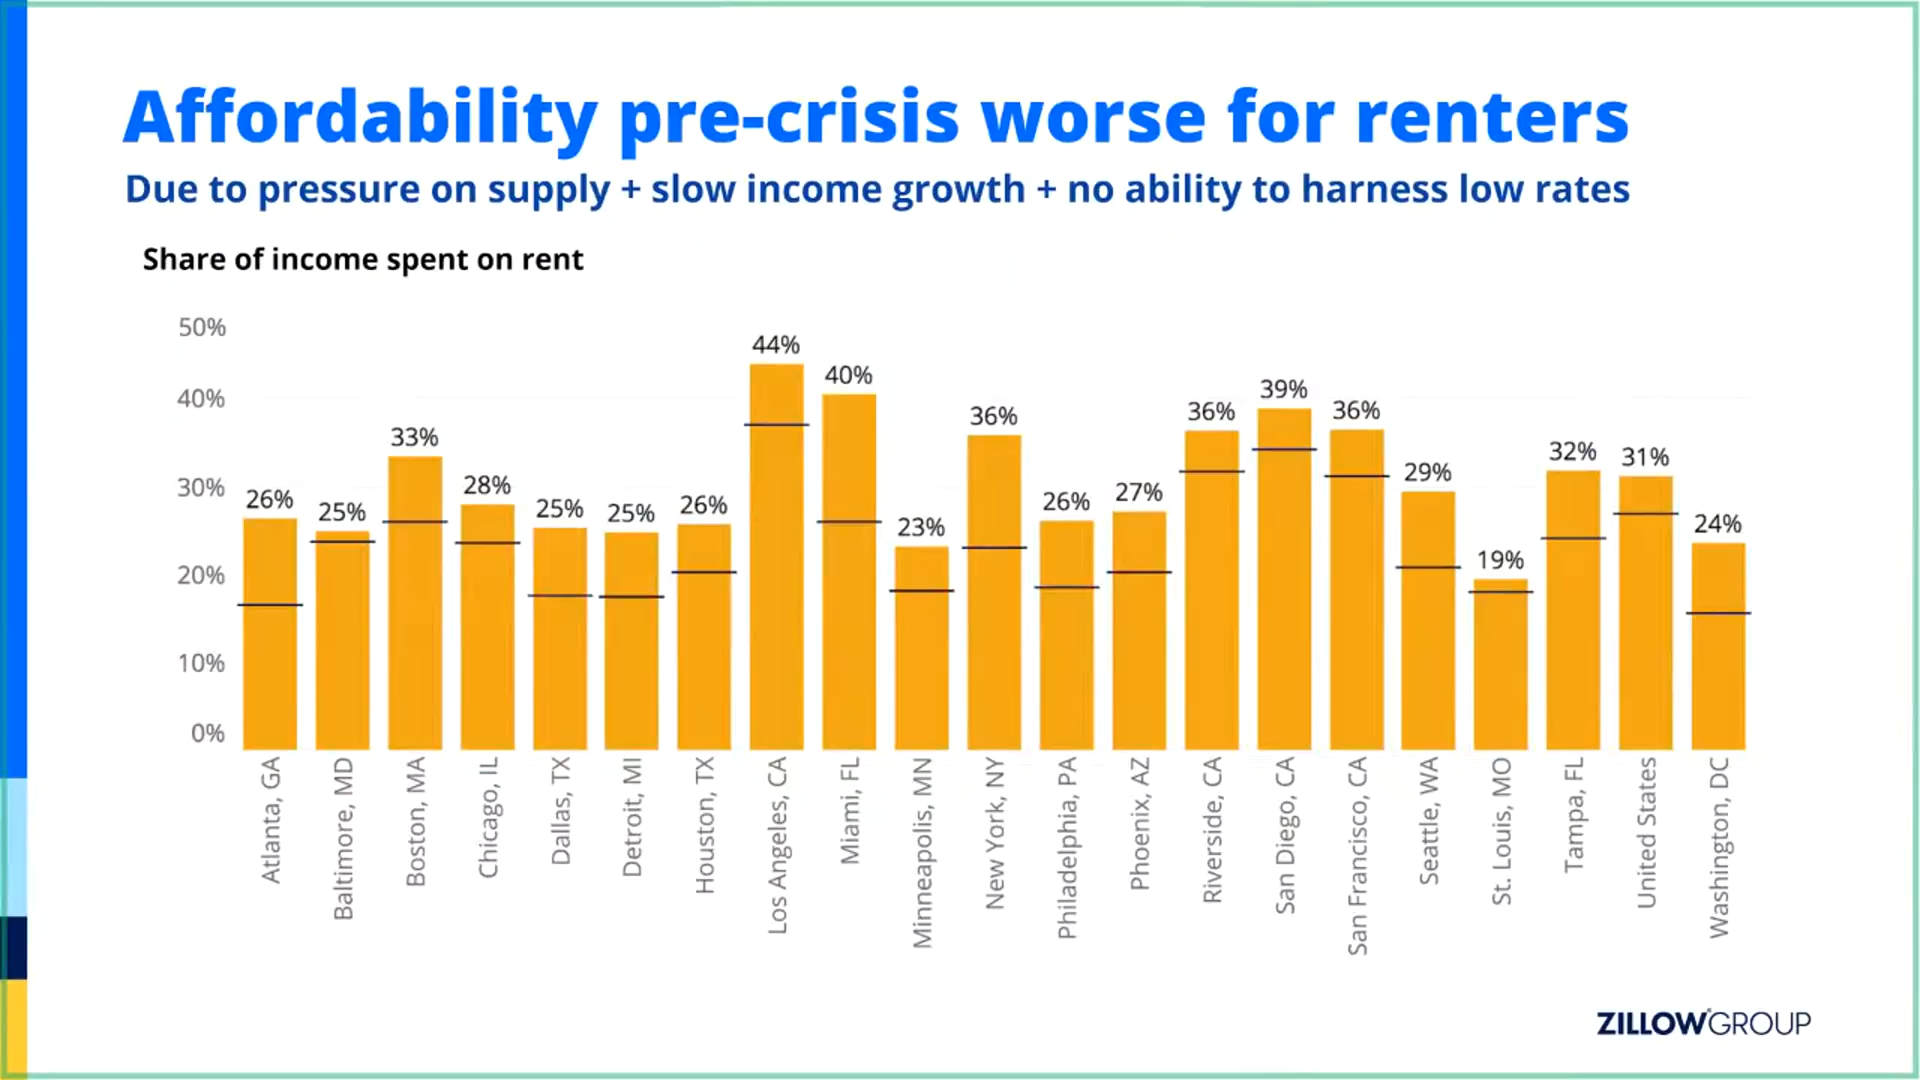 Affordability pre-crisis worse for renters
Due to pressure on supply + slow income growth + no ability to harness low rates
Share of income spent on rent
50%
40%
30%
20%
10%
0%
26%
25%
33%
28%
25%
25%
26%
44%
40%
23%
36%
26%
27%
36%
39%
36%
29%
19%
32%
31%
24%
Atlanta, GA
Baltimore, MD
Boston, MA
Chicago, IL
Dallas, TX
Detroit, MI
Houston, TX
Los Angeles, CA
Miami, FL
Minneapolis, MN
New York, NY
Philadelphia, PA
Phoenix, AZ
Riverside, CA
San Diego, CA
San Francisco, CA
Seattle, WA
St. Louis, MO
Tampa, FL
United States
Washington, DC
ZILLOW GROUP